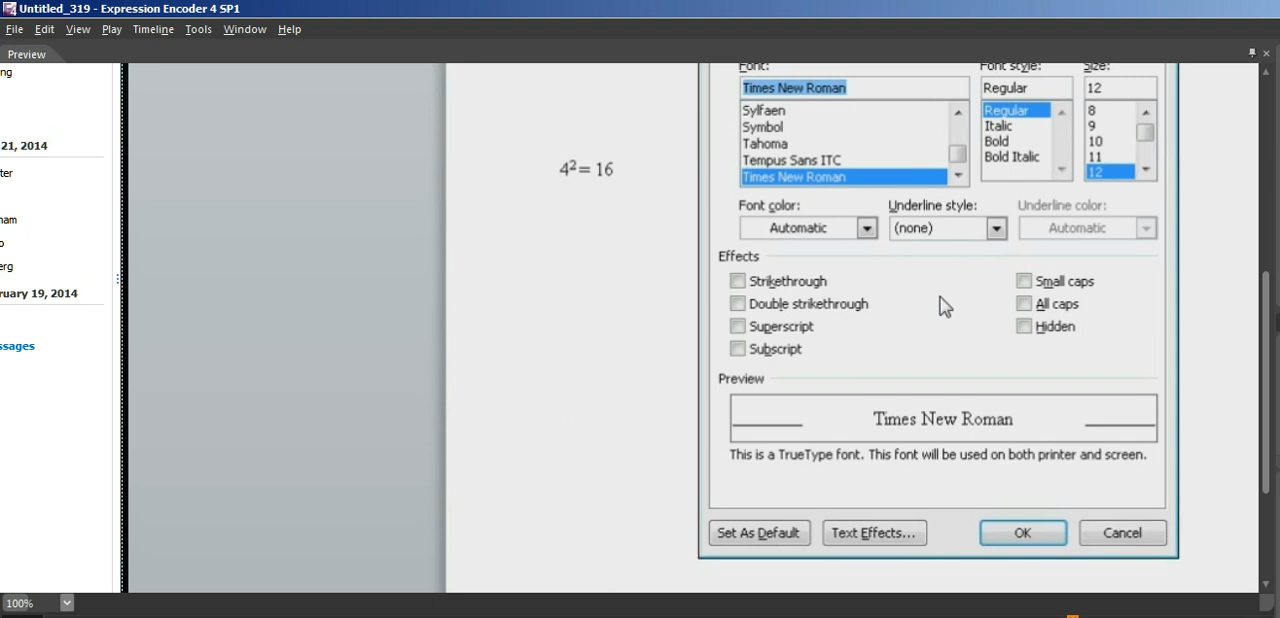 Untitled_319 - Expression Encoder 4 SP1
File Edit View Play Timeline Tools Window Help
Preview
ng
21, 2014
ter
nam
o
erg
ruary 19, 2014
ssages
4²= 16
Font: Font style: Size:
Times New Roman Regular 12
Sylfaen
Symbol
Tahoma
Tempus Sans ITC
Times New Roman
Regular
Italic
Bold
Bold Italic
8
9
10
11
12
Font color: Underline style: Underline color:
Automatic (none) Automatic
Effects
Strikethrough Small caps
Double strikethrough All caps
Superscript Hidden
Subscript
Preview
Times New Roman
This is a TrueType font. This font will be used on both printer and screen.
Set As Default Text Effects... OK Cancel
100%